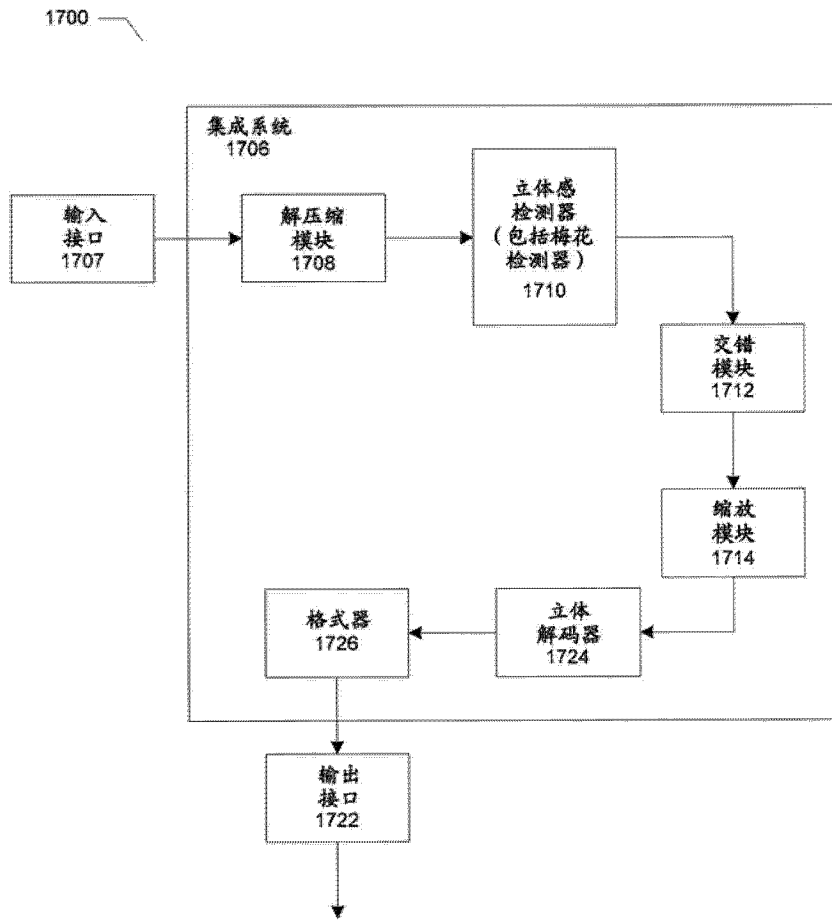 1700
集成系统
1706
输入
接口
1707
解压缩
模块
1708
立体感
检测器
（包括梅花
检测器）
1710
交错
模块
1712
缩放
模块
1714
立体
解码器
1724
格式器
1726
输出
接口
1722